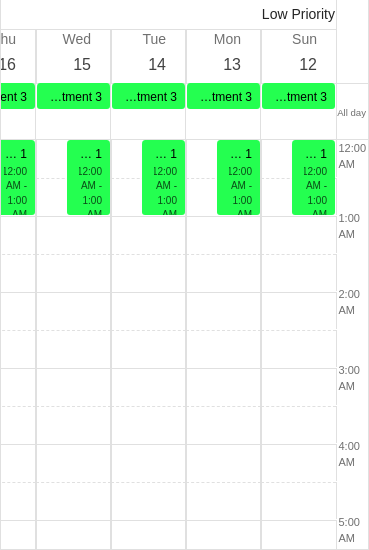 Low Priority
hu Wed Tue Mon Sun
16 15 14 13 12
ent 3 ...tment 3 ...tment 3 ...tment 3 ...tment 3
All day
... 1 ... 1 ... 1 ... 1 ... 1
12:00 12:00 12:00 12:00 12:00
AM - AM - AM - AM - AM -
1:00 1:00 1:00 1:00 1:00
AM AM AM AM AM
12:00
AM
1:00
AM
2:00
AM
3:00
AM
4:00
AM
5:00
AM